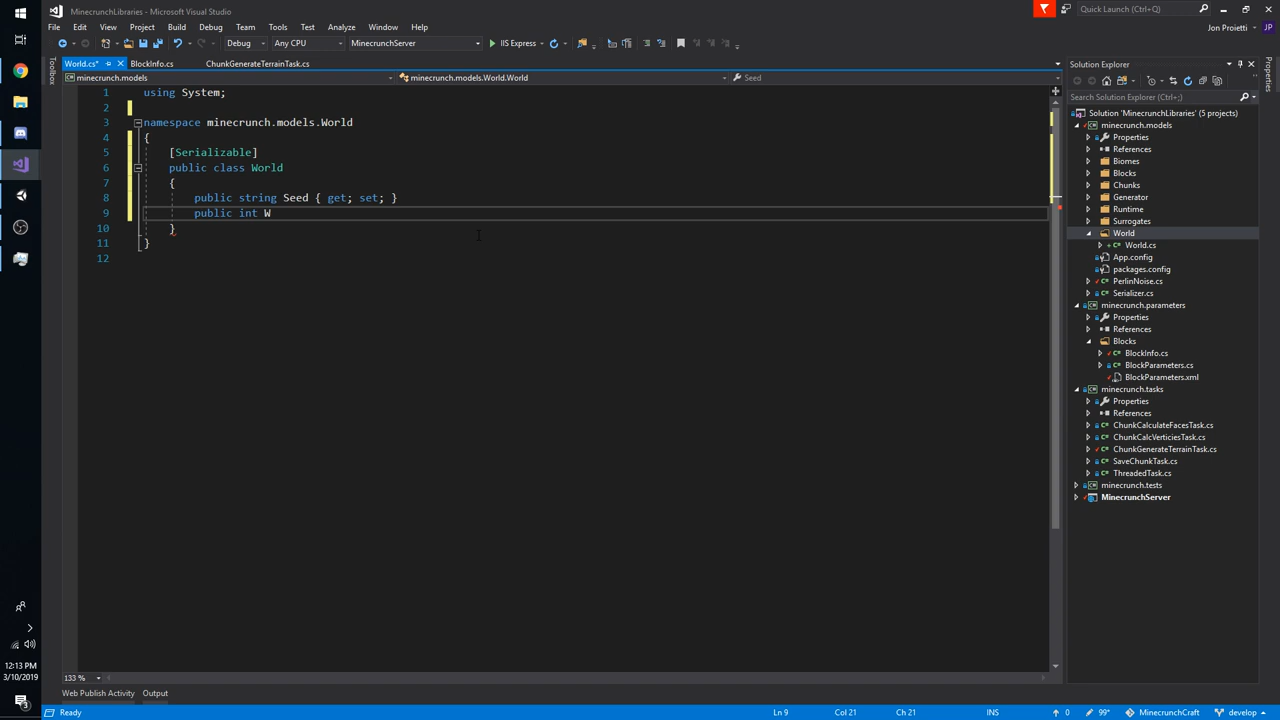 MinecrunchLibraries - Microsoft Visual Studio
Quick Launch (Ctrl+Q)
File Edit View Project Build Debug Team Tools Test Analyze Window Help
Jon Proietti JP
Debug Any CPU MinecrunchServer IIS Express
World.cs* BlockInfo.cs ChunkGenerateTerrainTask.cs
minecrunch.models minecrunch.models.World.World Seed
Toolbox
Properties
1 using System;
2
3 namespace minecrunch.models.World
4 {
5 [Serializable]
6 public class World
7 {
8 public string Seed { get; set; }
9 public int W
10 }
11 }
12
Solution Explorer
Search Solution Explorer (Ctrl+;)
Solution 'MinecrunchLibraries' (5 projects)
minecrunch.models
Properties
References
Biomes
Blocks
Chunks
Generator
Runtime
Surrogates
World
World.cs
App.config
packages.config
PerlinNoise.cs
Serializer.cs
minecrunch.parameters
Properties
References
Blocks
BlockInfo.cs
BlockParameters.cs
BlockParameters.xml
minecrunch.tasks
Properties
References
ChunkCalculateFacesTask.cs
ChunkCalcVerticiesTask.cs
ChunkGenerateTerrainTask.cs
SaveChunkTask.cs
ThreadedTask.cs
minecrunch.tests
MinecrunchServer
133 %
Web Publish Activity Output
Ready Ln 9 Col 21 Ch 21 INS 0 99* MinecrunchCraft develop
12:13 PM
3/10/2019
3